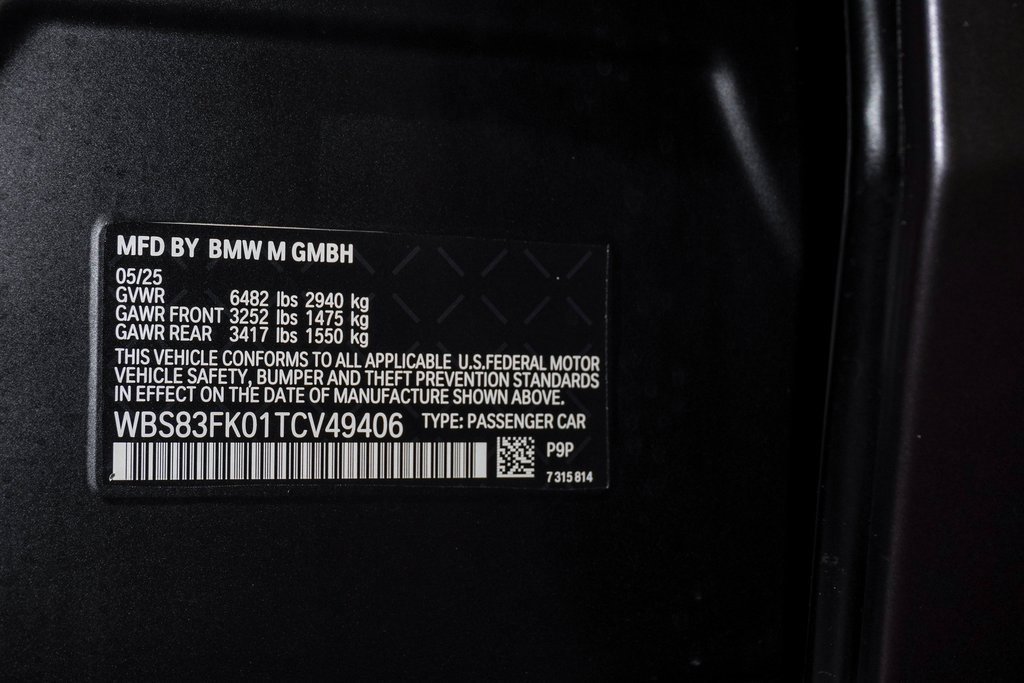 MFD BY BMW M GMBH
05/25
GVWR 6482 lbs 2940 kg
GAWR FRONT 3252 lbs 1475 kg
GAWR REAR 3417 lbs 1550 kg
THIS VEHICLE CONFORMS TO ALL APPLICABLE U.S.FEDERAL MOTOR
VEHICLE SAFETY, BUMPER AND THEFT PREVENTION STANDARDS
IN EFFECT ON THE DATE OF MANUFACTURE SHOWN ABOVE.
WBS83FK01TCV49406 TYPE: PASSENGER CAR
P9P
7 315 814